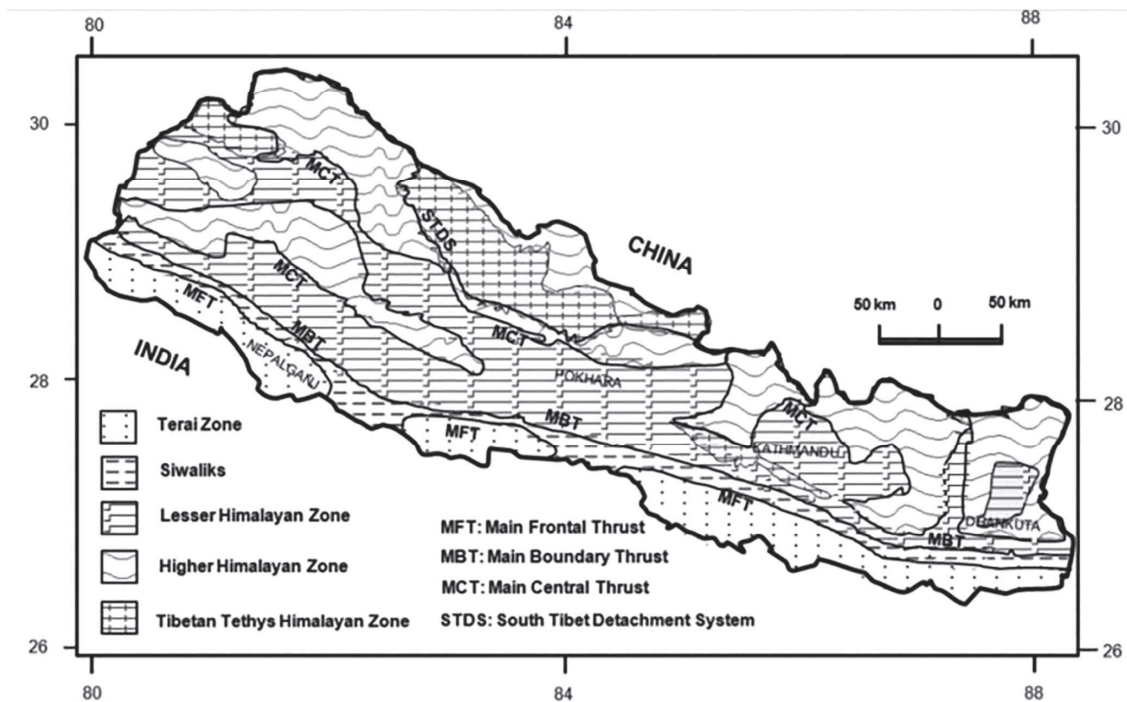 80
84
88
30
30
MCT
STDS
CHINA
50 km 0 50 km
MCT
MFT
MBT
MCT
INDIA
NEPALGANJ
POKHARA
28
28
MBT
MCT
MFT
KATHMANDU
Terai Zone
Siwaliks
MFT
DHANKUTA
Lesser Himalayan Zone
MFT: Main Frontal Thrust
MBT
MBT: Main Boundary Thrust
Higher Himalayan Zone
MCT: Main Central Thrust
Tibetan Tethys Himalayan Zone
STDS: South Tibet Detachment System
26
26
80
84
88